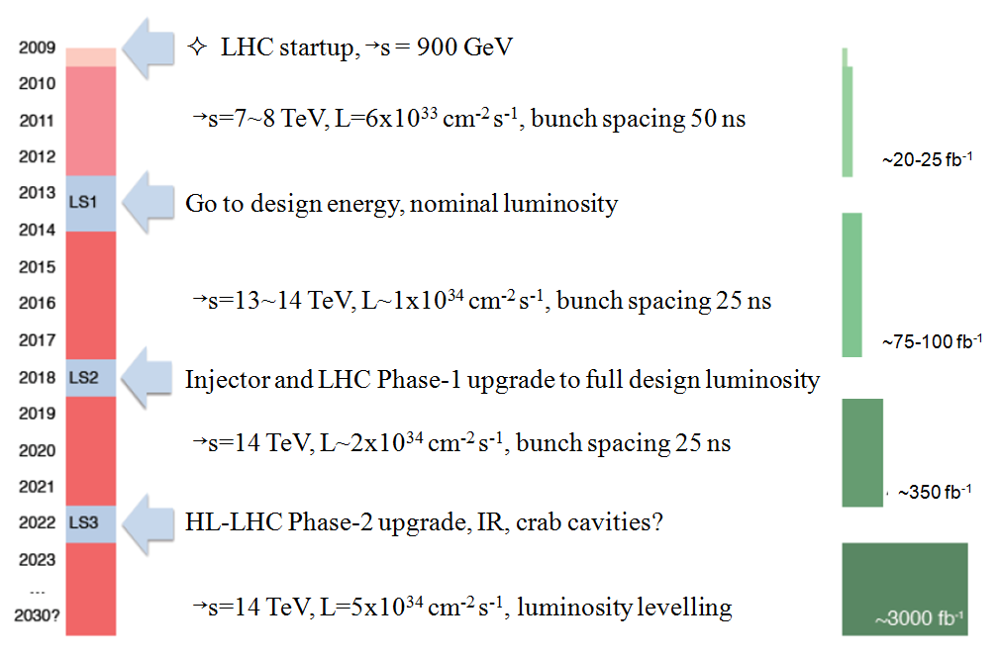 2009
✧ LHC startup, →s = 900 GeV
2010
2011
→s=7~8 TeV, L=6x10³³ cm⁻² s⁻¹, bunch spacing 50 ns
2012
~20-25 fb⁻¹
2013
LS1
Go to design energy, nominal luminosity
2014
2015
2016
→s=13~14 TeV, L~1x10³⁴ cm⁻² s⁻¹, bunch spacing 25 ns
2017
~75-100 fb⁻¹
2018
LS2
Injector and LHC Phase-1 upgrade to full design luminosity
2019
2020
→s=14 TeV, L~2x10³⁴ cm⁻² s⁻¹, bunch spacing 25 ns
2021
~350 fb⁻¹
2022
LS3
HL-LHC Phase-2 upgrade, IR, crab cavities?
2023
...
2030?
→s=14 TeV, L=5x10³⁴ cm⁻² s⁻¹, luminosity levelling
~3000 fb⁻¹